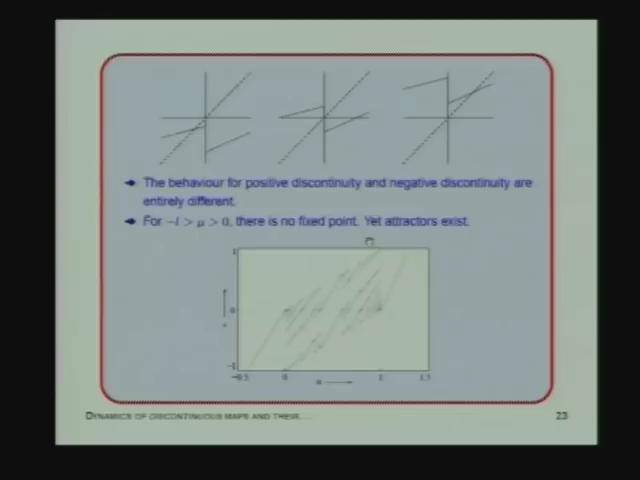 The behaviour for positive discontinuity and negative discontinuity are
entirely different.
For −l > μ > 0, there is no fixed point. Yet attractors exist.
1
0
−1
−0.5 0 1 1.5
DYNAMICS OF DISCONTINUOUS MAPS AND THEIR... 23